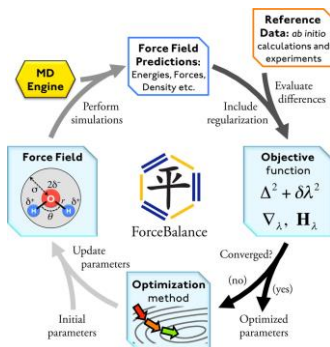 Force Field
Predictions:
Energies, Forces,
Density etc.
Reference
Data: ab initio
calculations and
experiments
MD
Engine
Perform
simulations
Include
regularization
Evaluate
differences
Force Field
σ
2δ⁻
O
δ⁺
δ⁺
r
H
H
θ
平
ForceBalance
Objective
function
Δ² + δλ²
∇λ, Hλ
Converged?
(no)
(yes)
Update
parameters
Optimization
method
Initial
parameters
Optimized
parameters